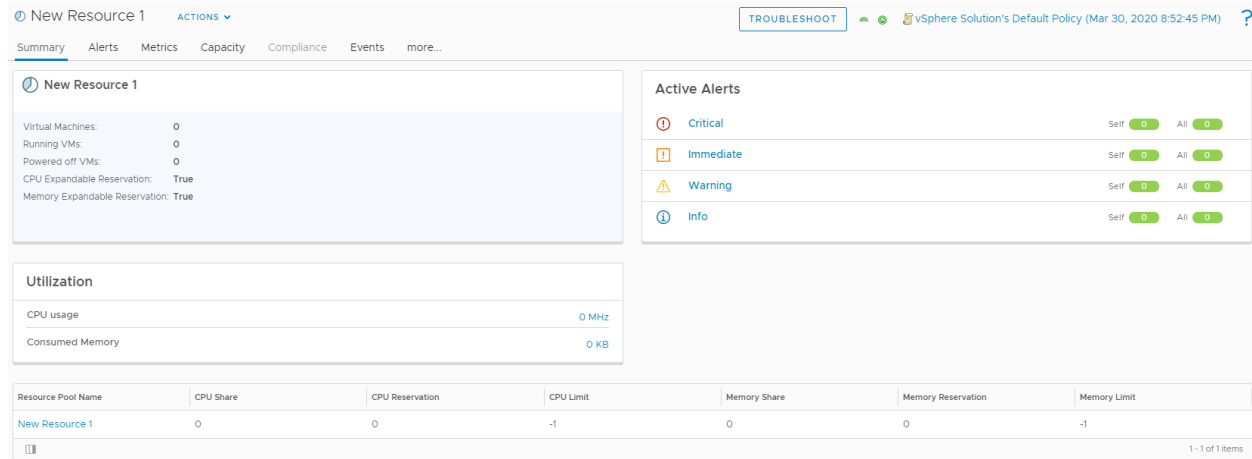 New Resource 1 ACTIONS TROUBLESHOOT vSphere Solution's Default Policy (Mar 30, 2020 8:52:45 PM) ?
Summary Alerts Metrics Capacity Compliance Events more...
New Resource 1
Virtual Machines: 0
Running VMs: 0
Powered off VMs: 0
CPU Expandable Reservation: True
Memory Expandable Reservation: True
Active Alerts
Critical Self 0 All 0
Immediate Self 0 All 0
Warning Self 0 All 0
Info Self 0 All 0
Utilization
CPU usage 0 MHz
Consumed Memory 0 KB
Resource Pool Name CPU Share CPU Reservation CPU Limit Memory Share Memory Reservation Memory Limit
New Resource 1 0 0 -1 0 0 -1
1 - 1 of 1 items